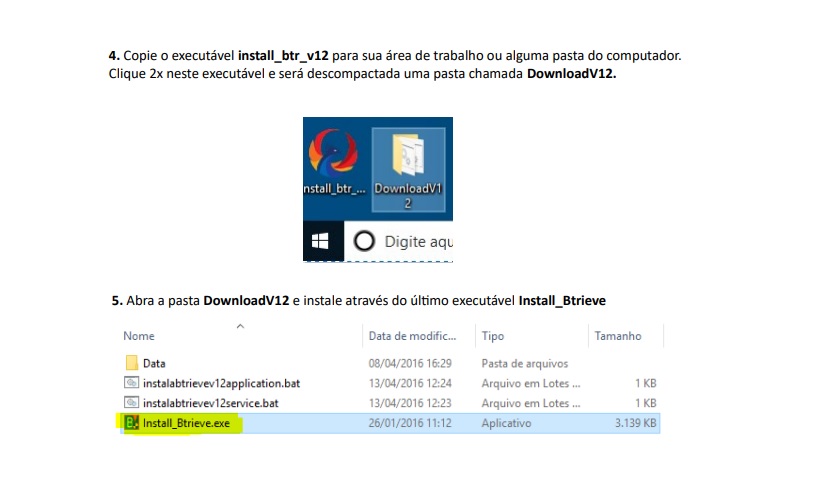 4. Copie o executável install_btr_v12 para sua área de trabalho ou alguma pasta do computador.
Clique 2x neste executável e será descompactada uma pasta chamada DownloadV12.
nstall_btr_... DownloadV1
2
Digite aqu
5. Abra a pasta DownloadV12 e instale através do último executável Install_Btrieve
Nome Data de modific... Tipo Tamanho
Data 08/04/2016 16:29 Pasta de arquivos
instalabtrievev12application.bat 13/04/2016 12:24 Arquivo em Lotes ... 1 KB
instalabtrievev12service.bat 13/04/2016 12:23 Arquivo em Lotes ... 1 KB
Install_Btrieve.exe 26/01/2016 11:12 Aplicativo 3.139 KB